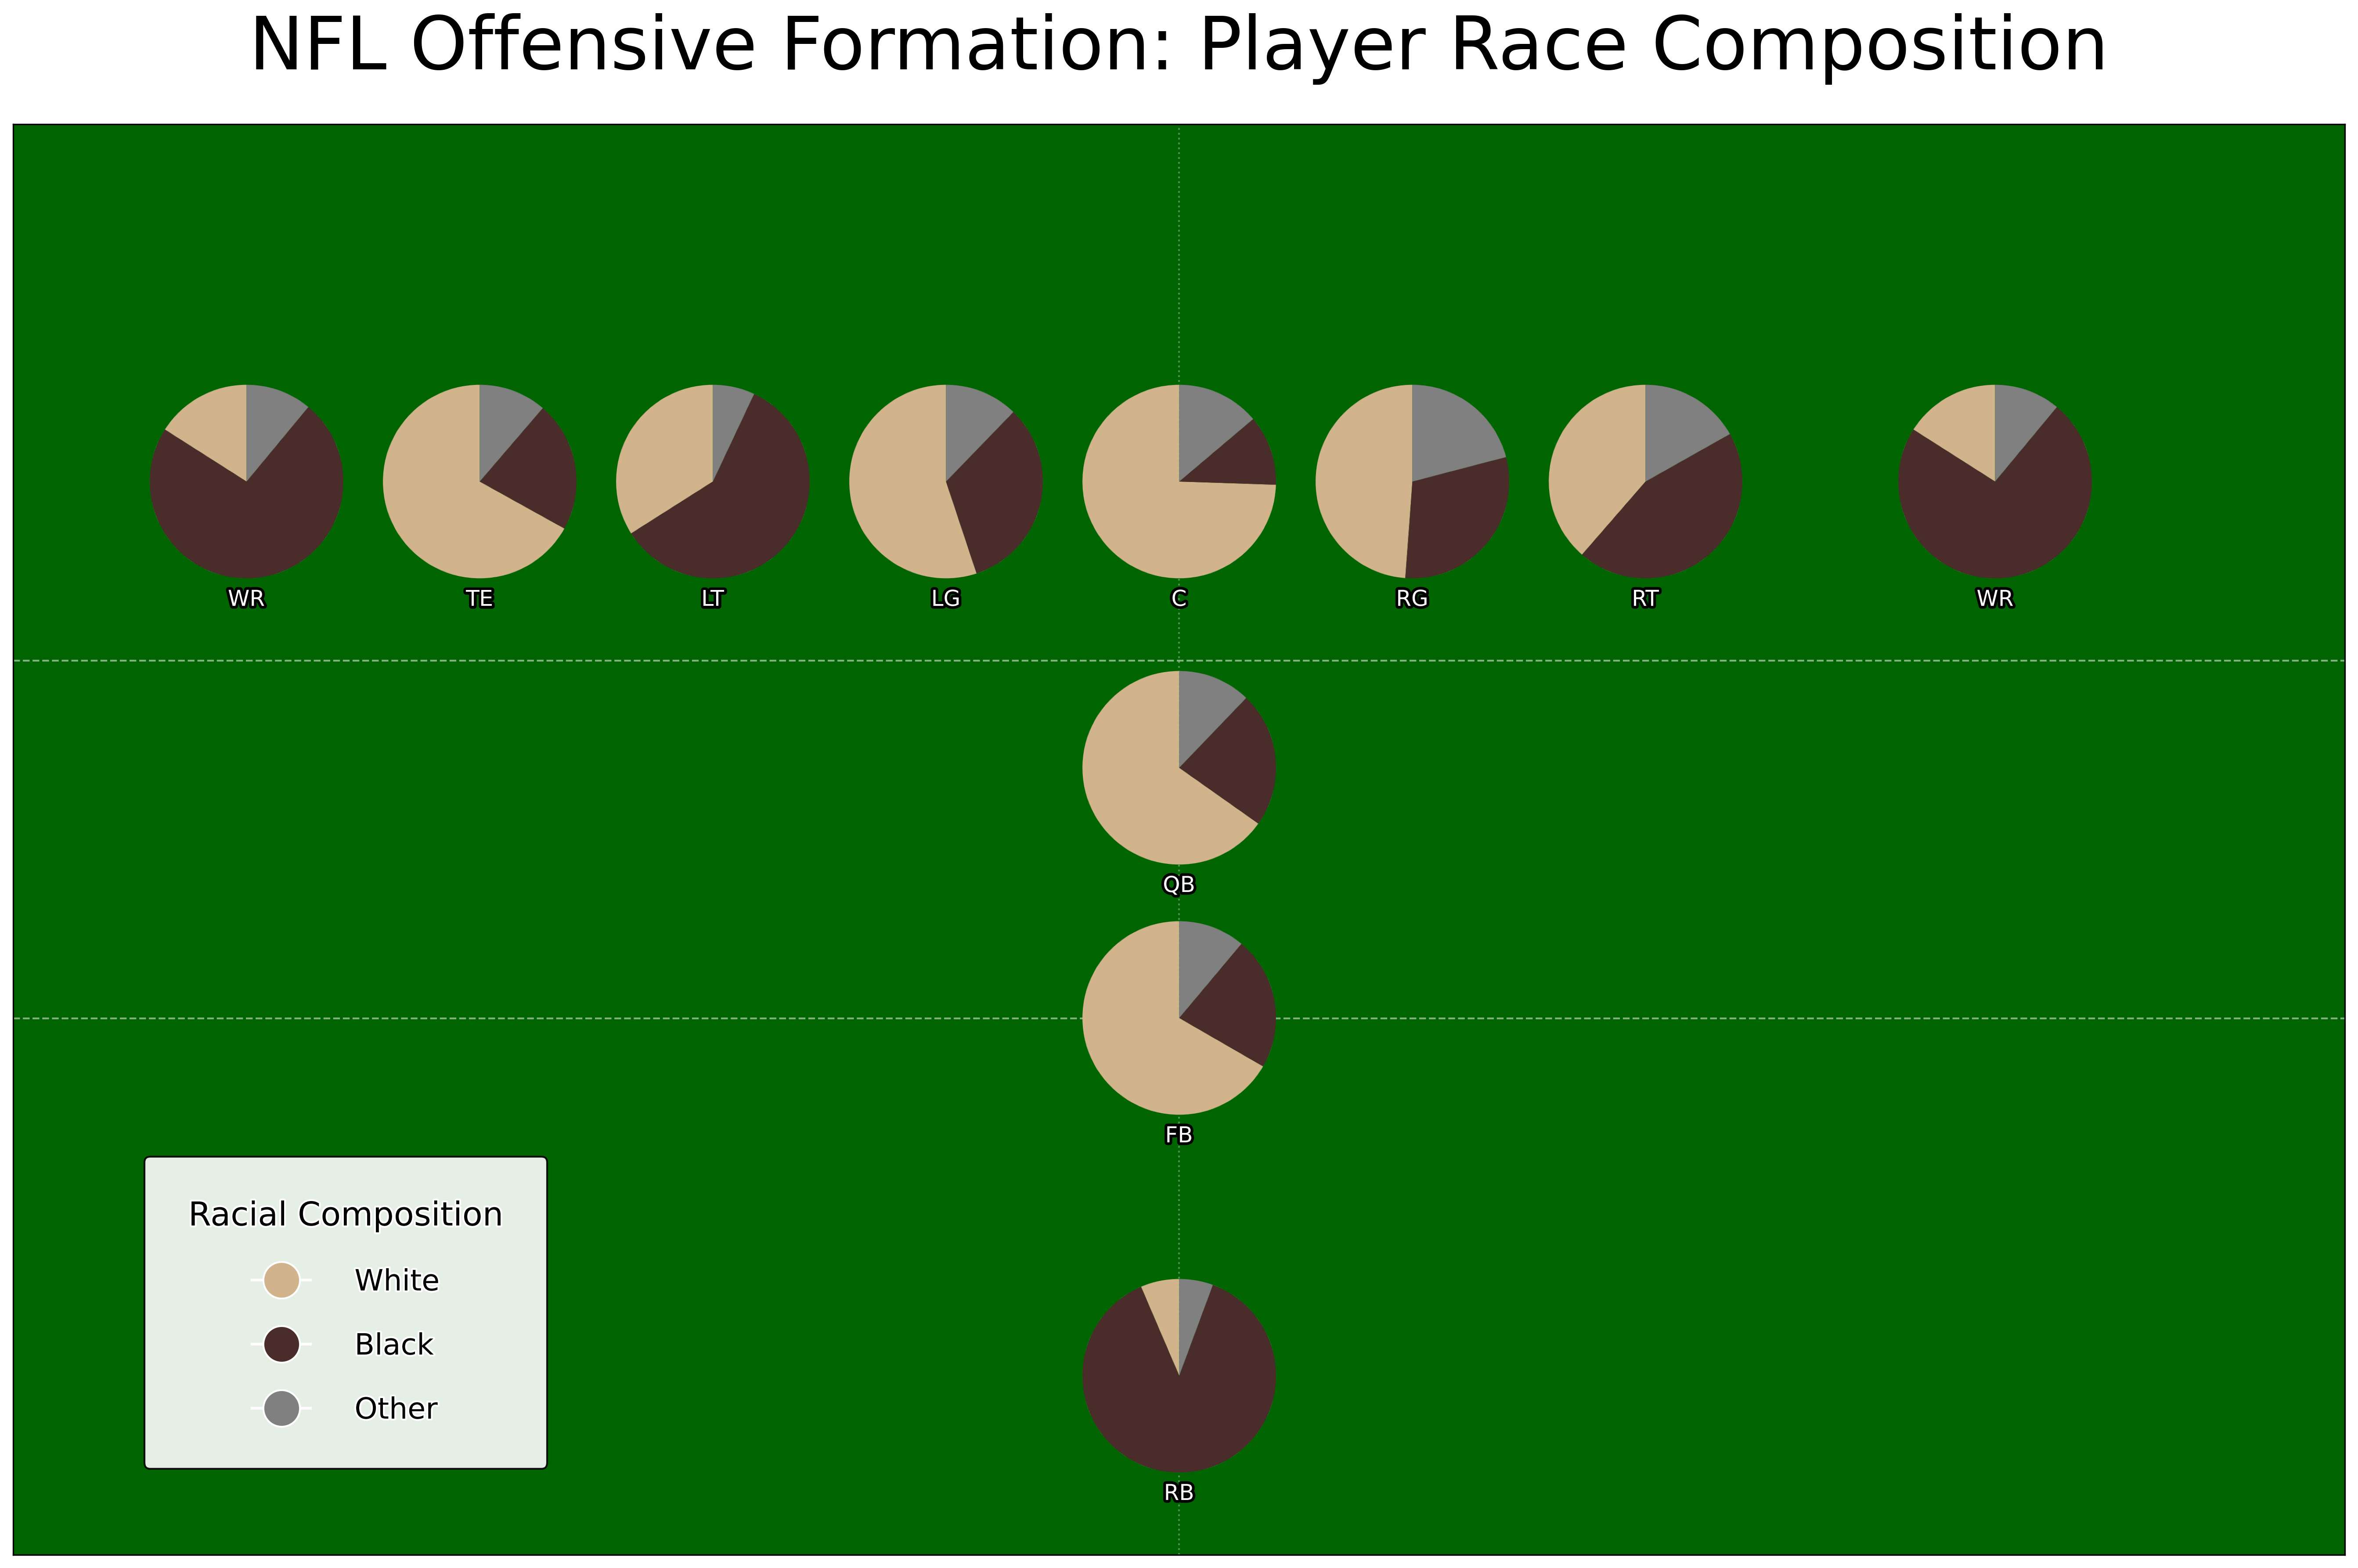 NFL Offensive Formation: Player Race Composition
WR TE LT LG C RG RT WR
QB
FB
RB
Racial Composition
White
Black
Other